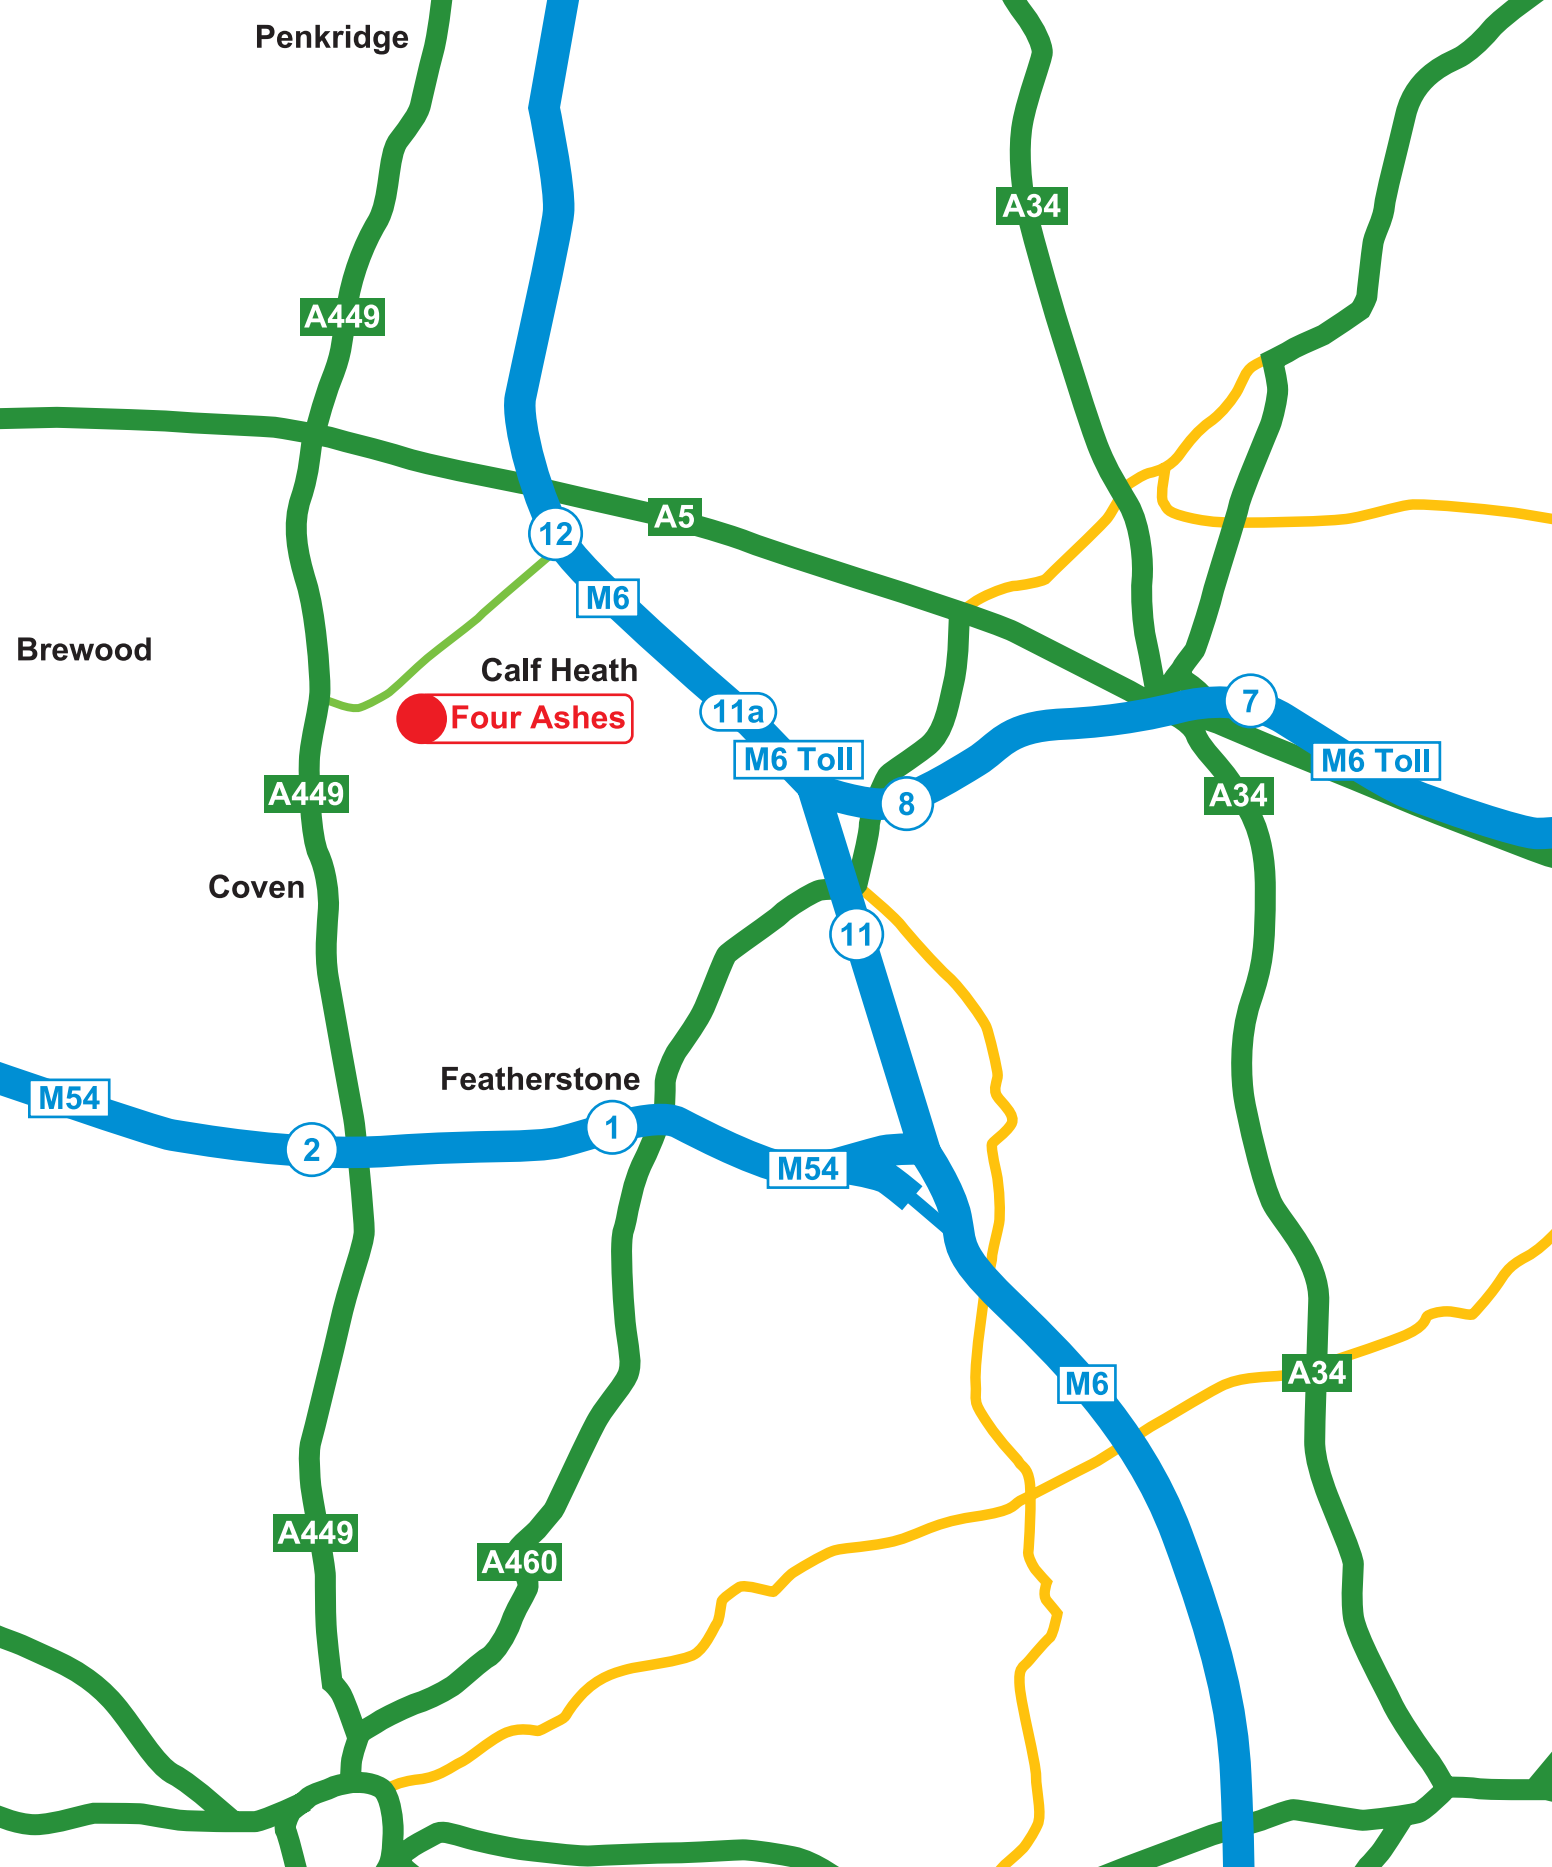 Penkridge
A34
A449
A5
12
M6
Brewood
Calf Heath
Four Ashes
11a
7
M6 Toll
M6 Toll
A449
8
A34
Coven
11
Featherstone
M54
1
2
M54
A34
M6
A449
A460